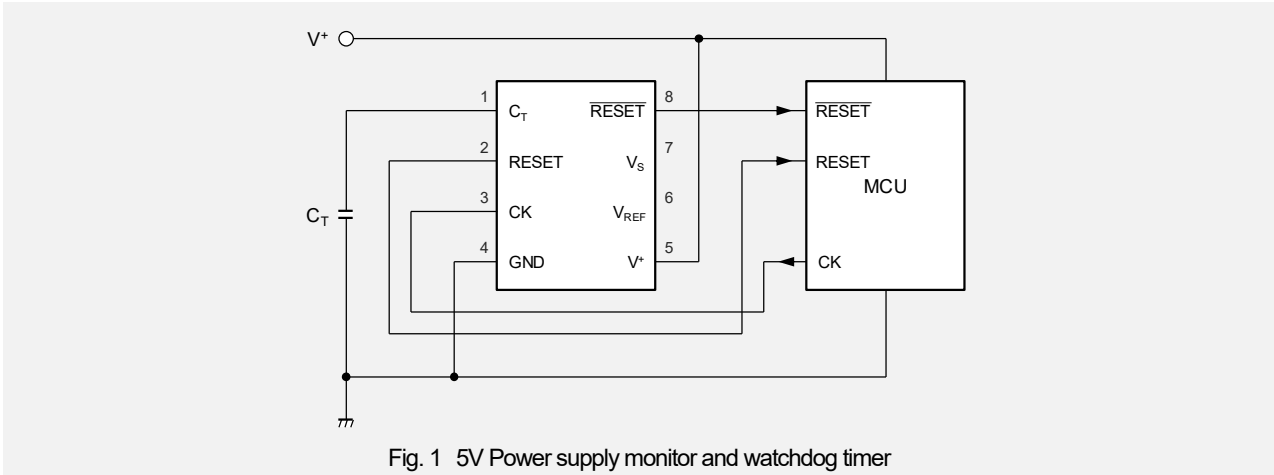 V⁺
1 C_T RESET 8 RESET
2 RESET V_S 7 RESET
MCU
3 CK V_REF 6
C_T
4 GND V⁺ 5 CK
Fig. 1 5V Power supply monitor and watchdog timer